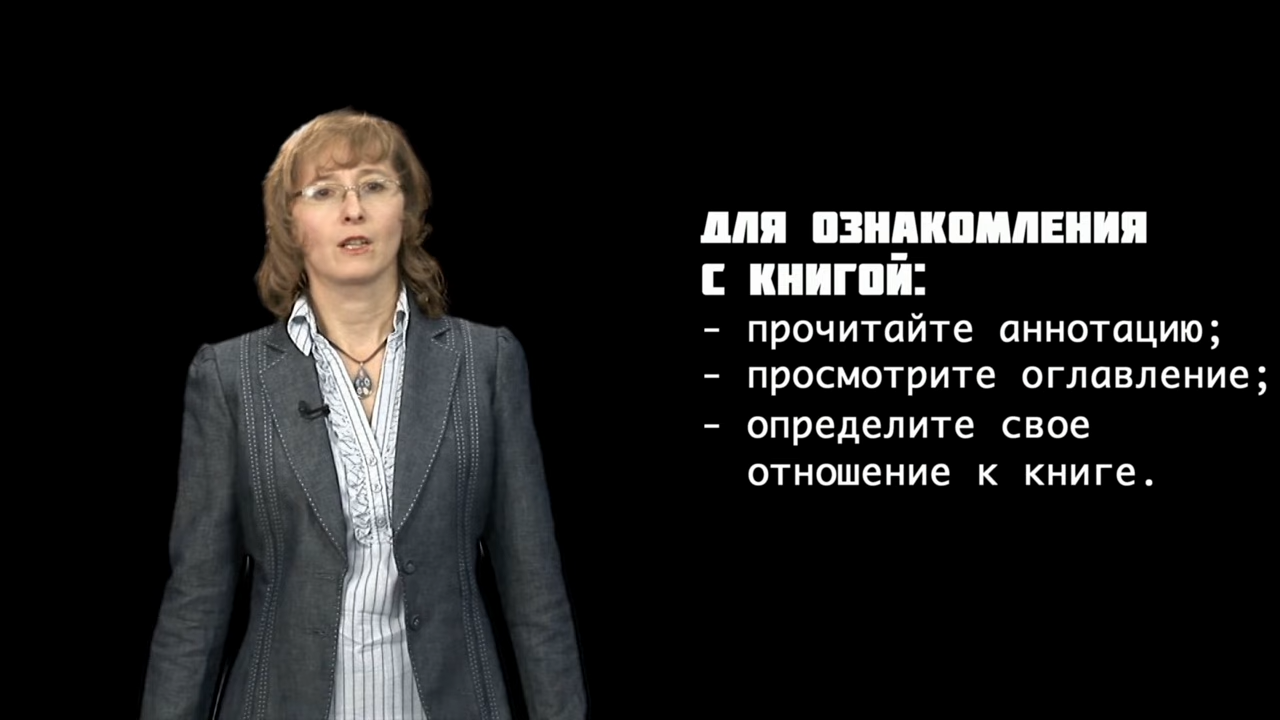 ДЛЯ ОЗНАКОМЛЕНИЯ
С КНИГОЙ:
- прочитайте аннотацию;
- просмотрите оглавление;
- определите свое
отношение к книге.